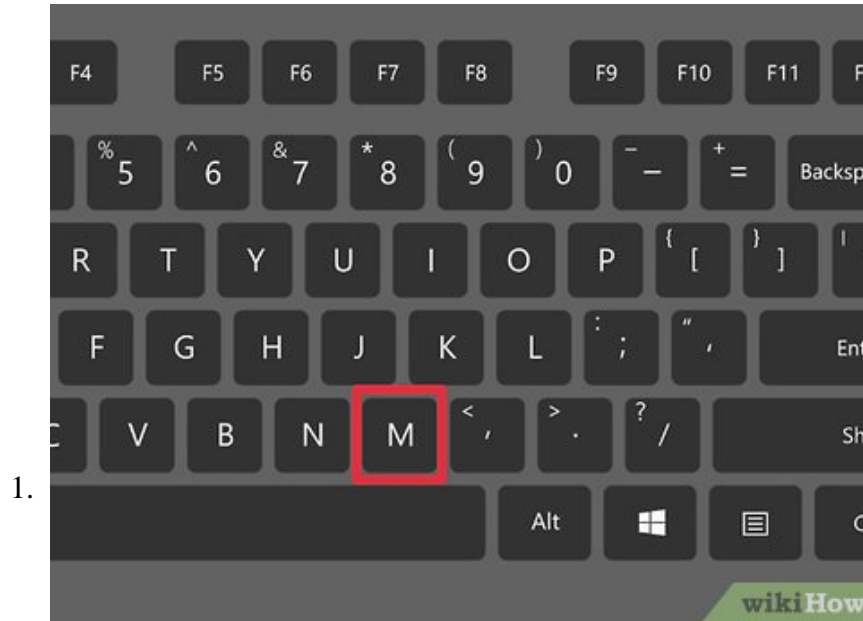 F4 F5 F6 F7 F8 F9 F10 F11 F
% 5 ^ 6 & 7 * 8 ( 9 ) 0 – − + = Backsp
R T Y U I O P { [ } ] |
F G H J K L : ; “ ‚ Ent
C V B N M < , > . ? / Sh
1.
Alt C
wikiHow